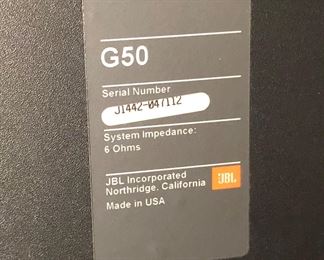 G50
Serial Number
J1442-047112
System Impedance:
6 Ohms
JBL Incorporated
Northridge, California
Made in USA
JBL